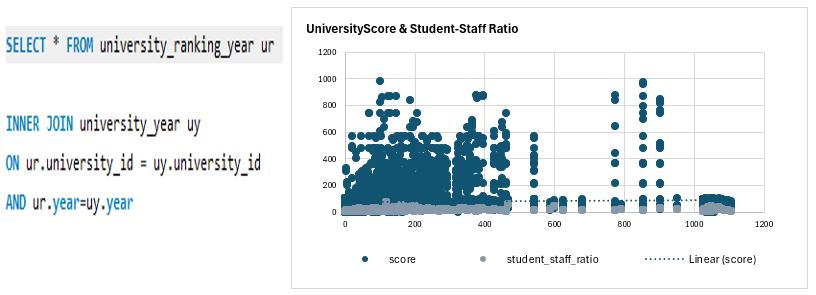 SELECT * FROM university_ranking_year ur
INNER JOIN university_year uy
ON ur.university_id = uy.university_id
AND ur.year=uy.year
UniversityScore & Student-Staff Ratio
1200
1000
800
600
400
200
0
0 200 400 600 800 1000 1200
score student_staff_ratio Linear (score)